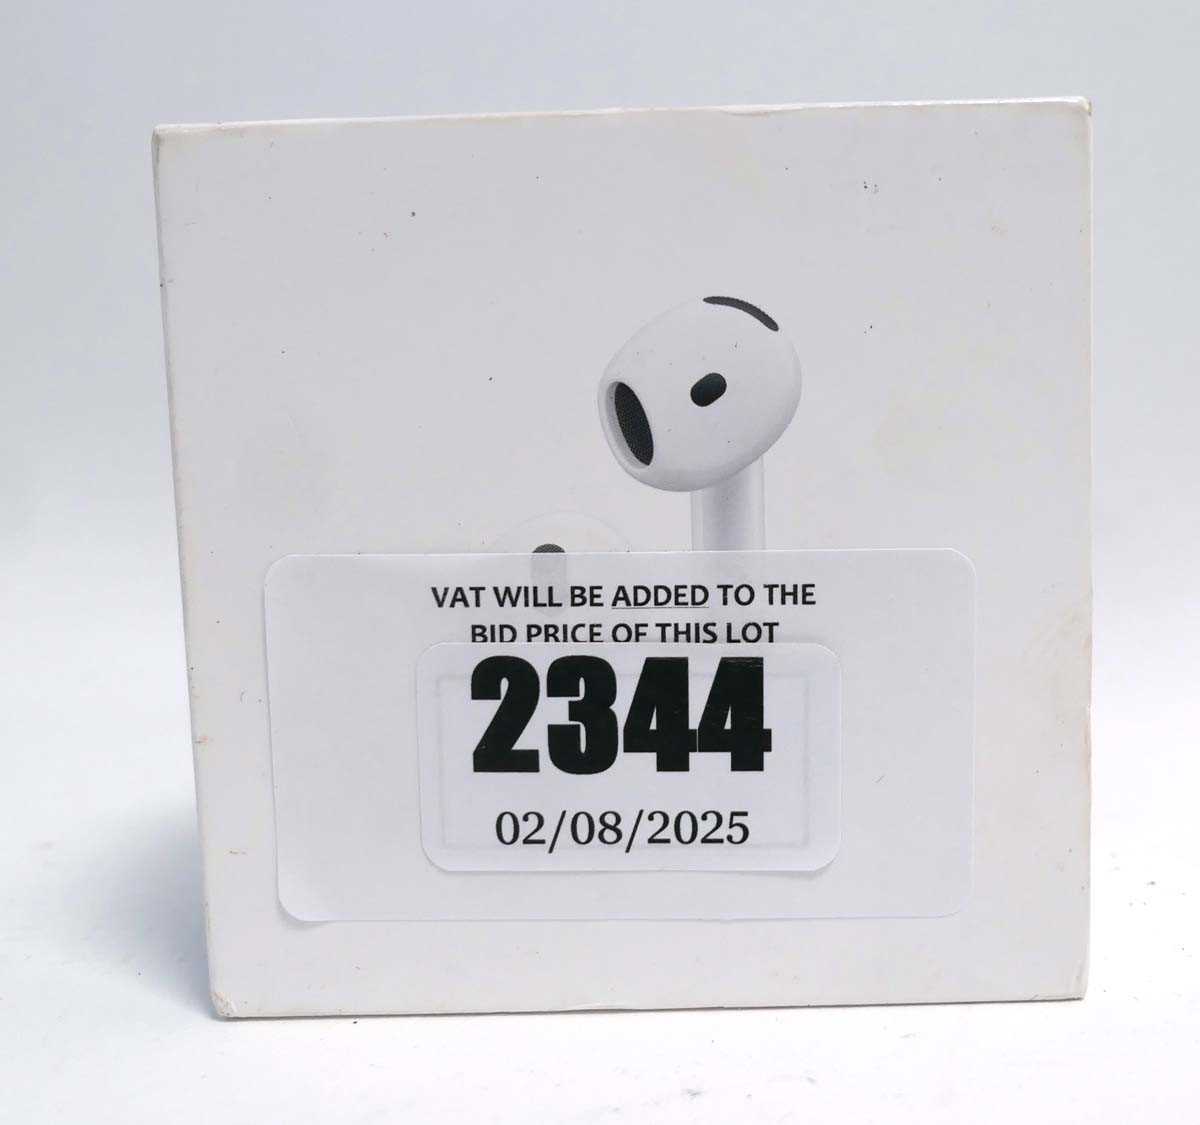 VAT WILL BE ADDED TO THE
BID PRICE OF THIS LOT
2344
02/08/2025